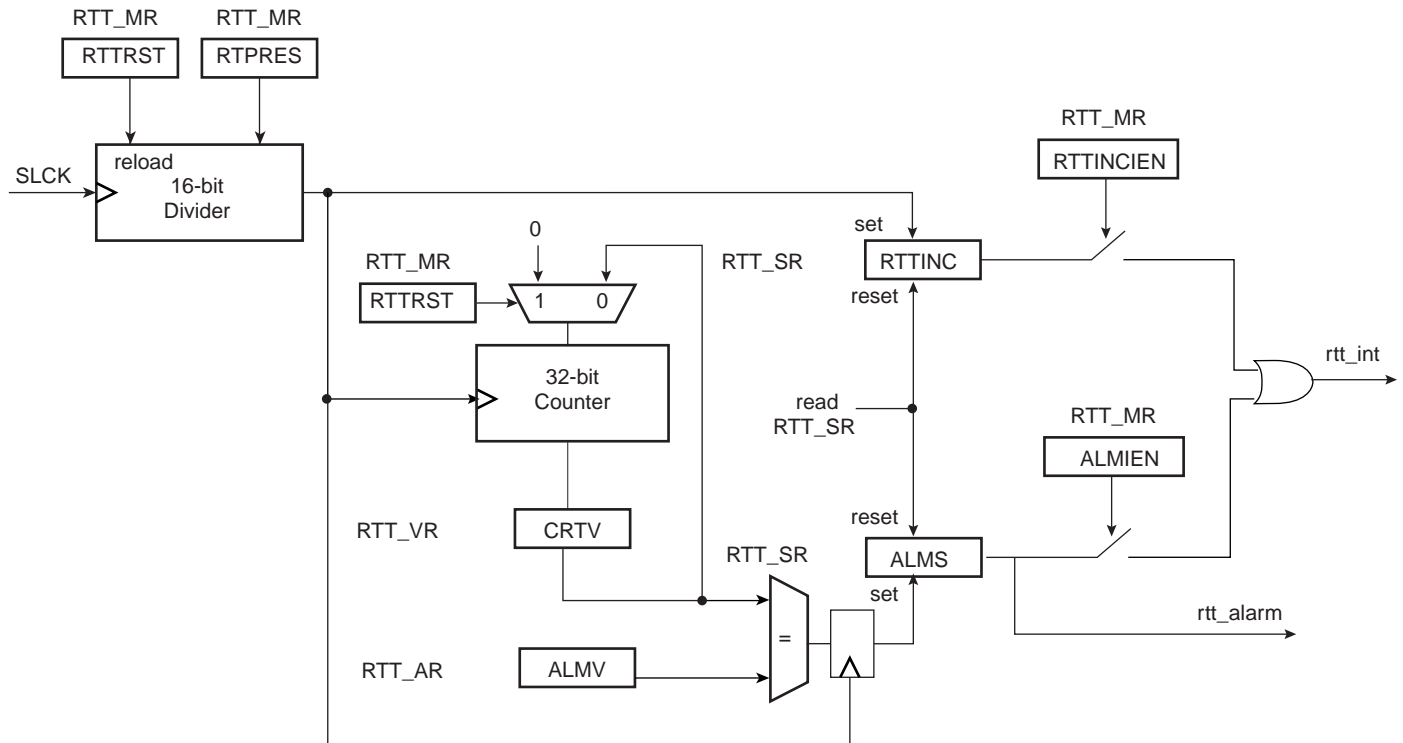 RTT_MR
RTT_MR
RTTRST
RTPRES
reload
16-bit
Divider
SLCK
RTT_MR
RTTINCIEN
set
RTTINC
reset
RTT_SR
0
RTT_MR
RTTRST
1 0
32-bit
Counter
rtt_int
read
RTT_SR
RTT_MR
ALMIEN
RTT_VR
CRTV
reset
RTT_SR
ALMS
set
rtt_alarm
=
RTT_AR
ALMV